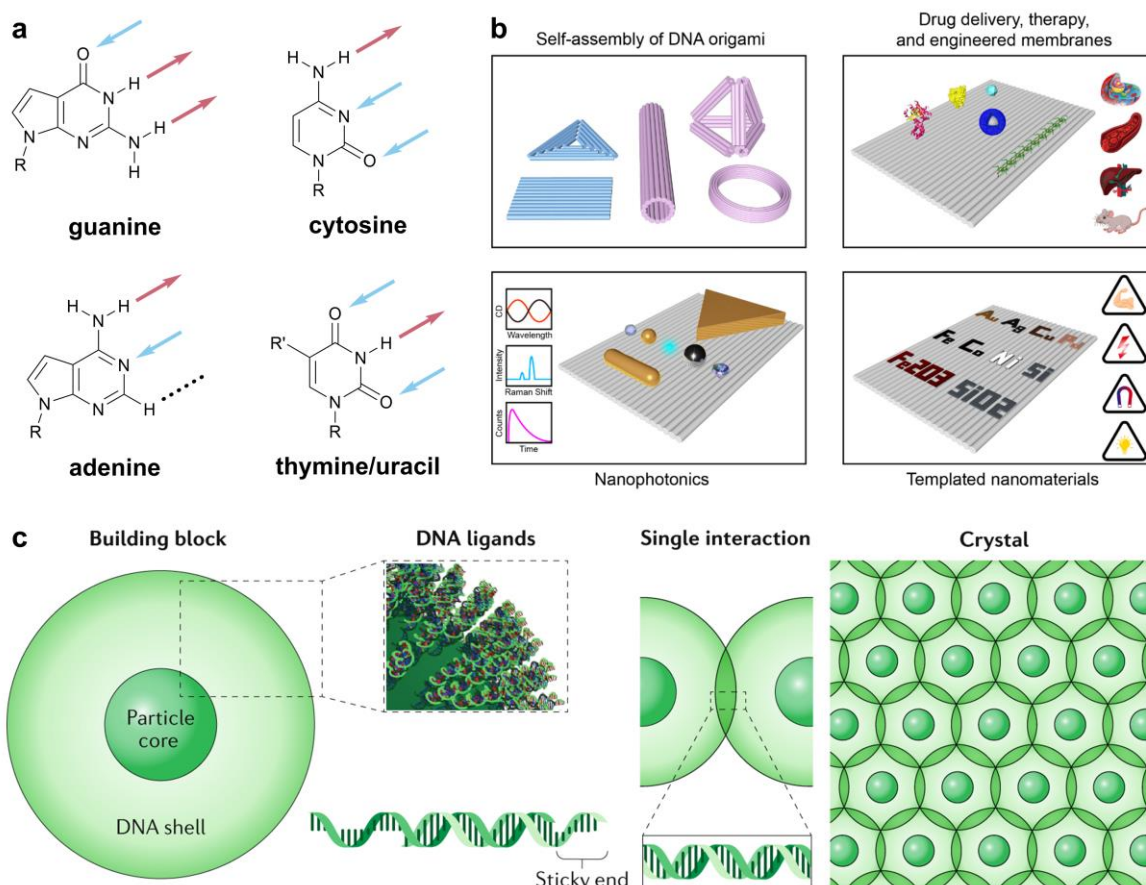 a
O
N
H
N
N
H
H
N
R
guanine
H
H
N
N
N
O
R
cytosine
H
H
N
N
N
H
N
R
adenine
O
R'
N
H
N
O
R
thymine/uracil
b
Self-assembly of DNA origami
Drug delivery, therapy,
and engineered membranes
CD
Wavelength
Intensity
Raman Shift
Counts
Time
Nanophotonics
Au Ag Cu Pd
Fe Co Ni Si
Fe2O3 SiO2
Templated nanomaterials
c
Building block
DNA ligands
Single interaction
Crystal
Particle
core
DNA shell
Sticky end